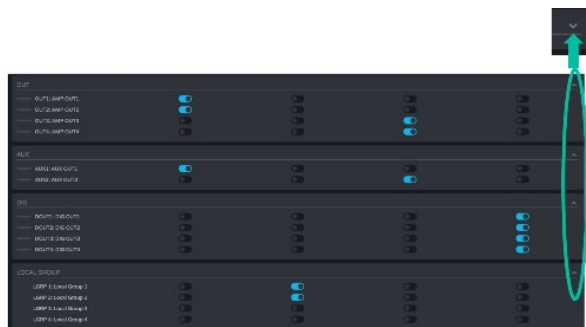 OUT
OUT1: AMP OUT1
OUT2: AMP OUT2
OUT3: AMP OUT3
OUT4: AMP OUT4
AUX
AUX1: AUX OUT1
AUX2: AUX OUT2
DIG
DOUT1: DIG OUT1
DOUT2: DIG OUT2
DOUT3: DIG OUT3
DOUT4: DIG OUT4
LOCAL GROUP
LGRP 1: Local Group 1
LGRP 2: Local Group 2
LGRP 3: Local Group 3
LGRP 4: Local Group 4